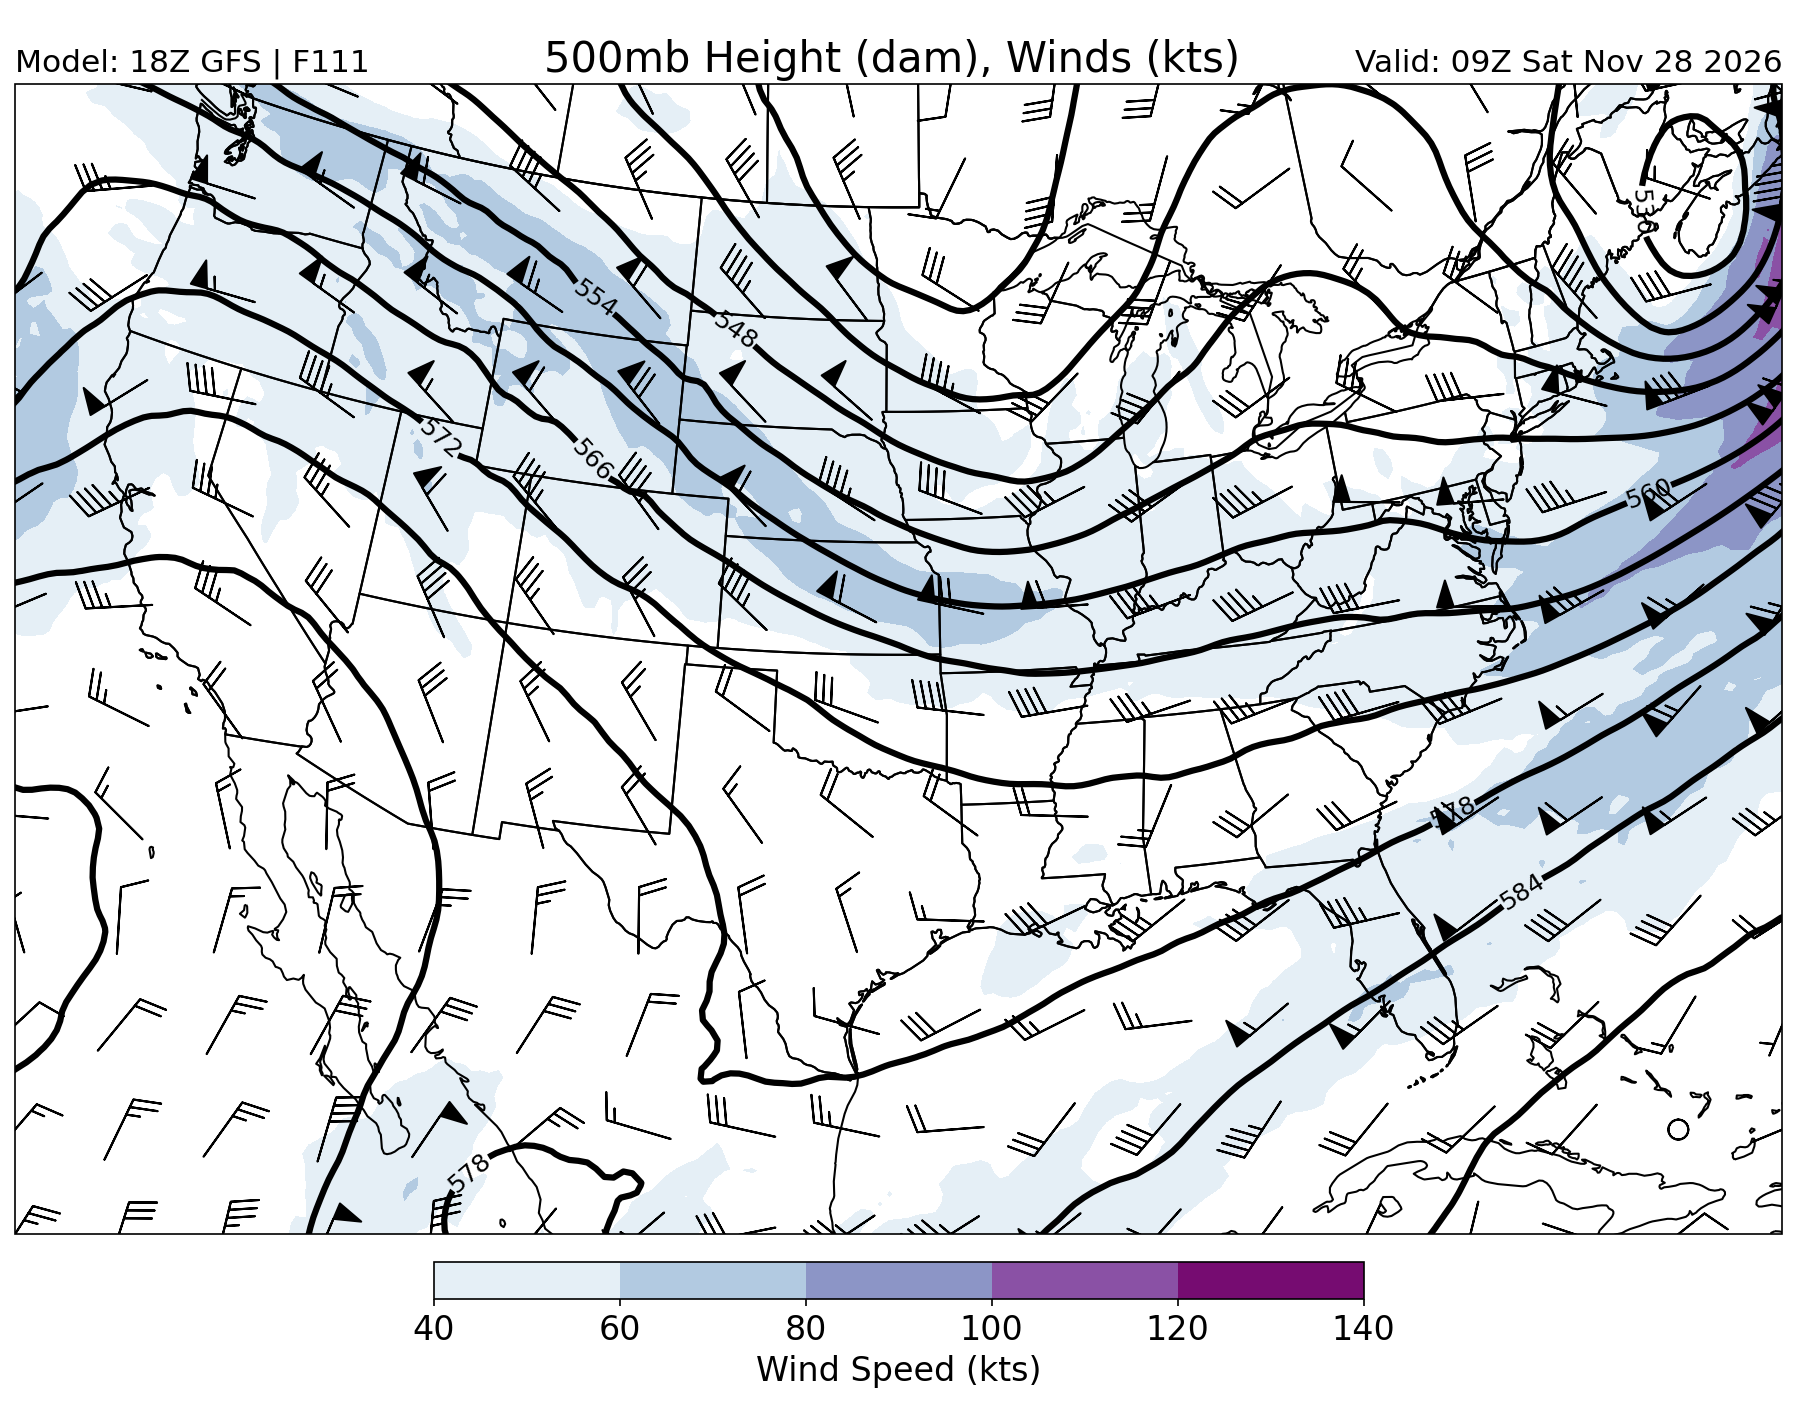 Model: 18Z GFS | F111
500mb Height (dam), Winds (kts)
Valid: 09Z Sat Nov 28 2026
554
548
572
566
560
578
584
578
40 60 80 100 120 140
Wind Speed (kts)